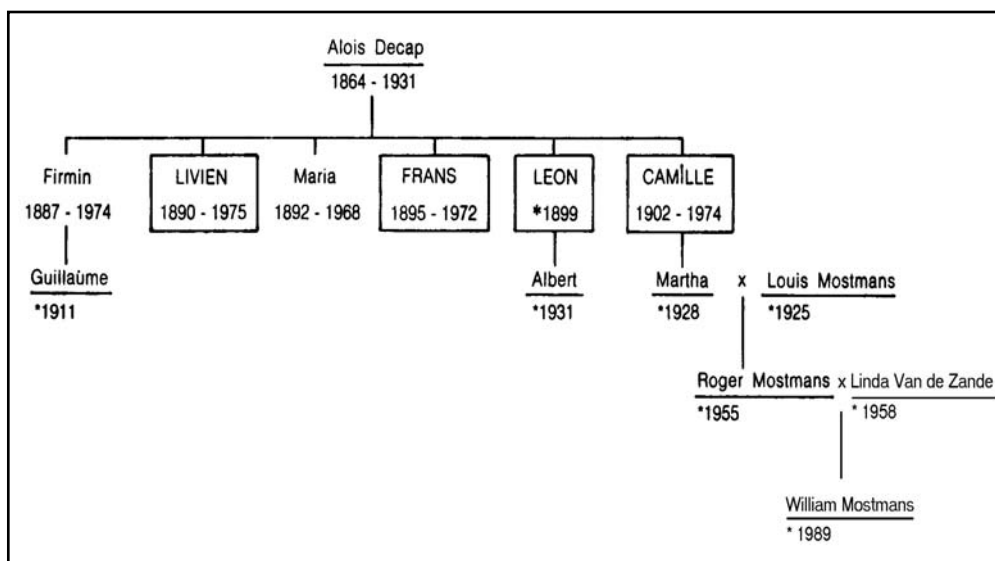 Alois Decap
1864 - 1931
Firmin LIVIEN Maria FRANS LEON CAMILLE
1887 - 1974 1890 - 1975 1892 - 1968 1895 - 1972 *1899 1902 - 1974
Guillaüme Albert Martha x Louis Mostmans
*1911 *1931 *1928 *1925
Roger Mostmans x Linda Van de Zande
*1955 * 1958
William Mostmans
* 1989